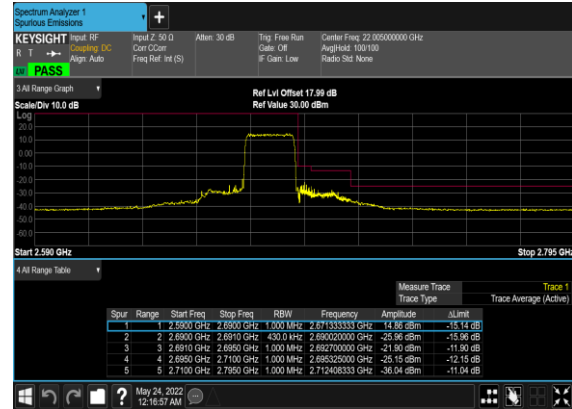 Spectrum Analyzer 1
Spurious Emissions
KEYSIGHT Input: RF Input Z: 50 Ω Atten: 30 dB Trig: Free Run Center Freq: 22.005000000 GHz
R T Coupling: DC Corr CCorr Gate: Off Avg|Hold: 100/100
Align: Auto Freq Ref: Int (S) IF Gain: Low Radio Std: None
PASS
3 All Range Graph
Ref Lvl Offset 17.99 dB
Scale/Div 10.0 dB Ref Value 30.00 dBm
Log
20.0
10.0
0.00
-10.0
-20.0
-30.0
-40.0
-50.0
-60.0
Start 2.590 GHz Stop 2.795 GHz
4 All Range Table
Measure Trace Trace 1
Trace Type Trace Average (Active)
Spur Range Start Freq Stop Freq RBW Frequency Amplitude ΔLimit
1 1 2.5900 GHz 2.6900 GHz 1.000 MHz 2.671333333 GHz 14.86 dBm -15.14 dB
2 2 2.6900 GHz 2.6910 GHz 430.0 kHz 2.690020000 GHz -25.96 dBm -15.96 dB
3 3 2.6910 GHz 2.6950 GHz 1.000 MHz 2.692700000 GHz -21.90 dBm -11.90 dB
4 4 2.6950 GHz 2.7100 GHz 1.000 MHz 2.695325000 GHz -25.15 dBm -12.15 dB
5 5 2.7100 GHz 2.7950 GHz 1.000 MHz 2.712408333 GHz -36.04 dBm -11.04 dB
? May 24, 2022
12:16:57 AM